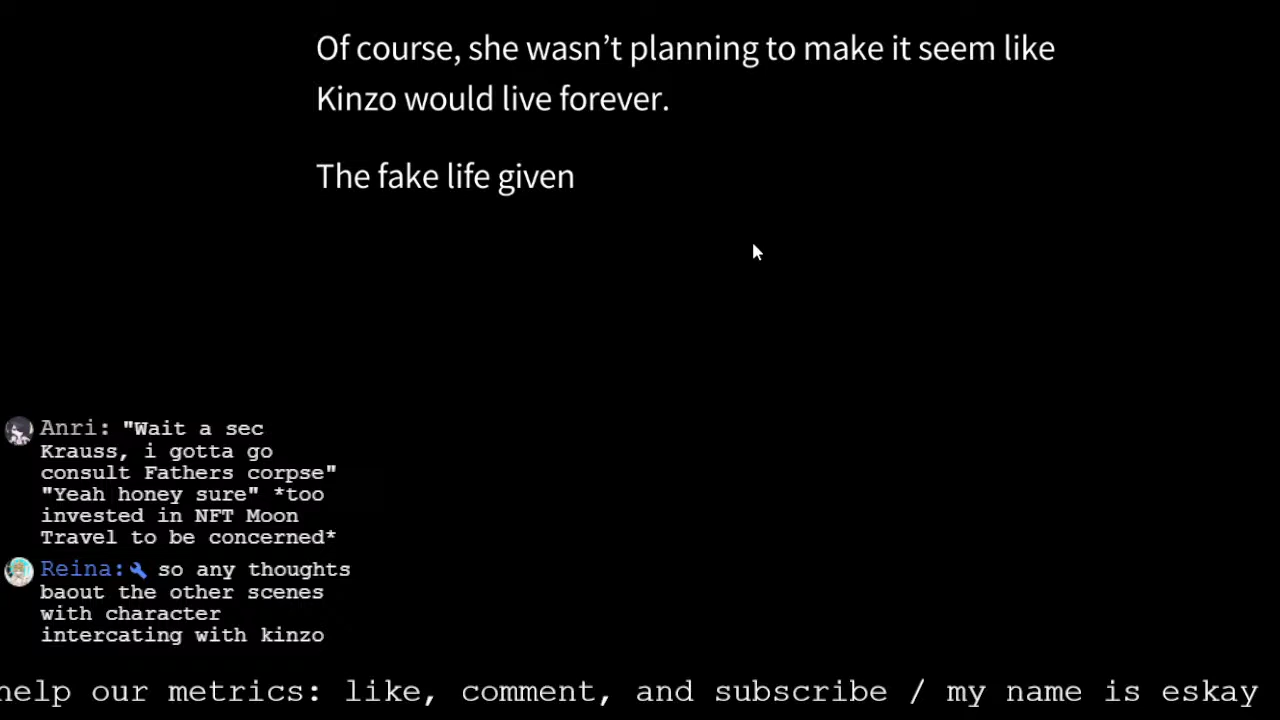 Of course, she wasn’t planning to make it seem like
Kinzo would live forever.
The fake life given
Anri: "Wait a sec
Krauss, i gotta go
consult Fathers corpse"
"Yeah honey sure" *too
invested in NFT Moon
Travel to be concerned*
Reina: so any thoughts
baout the other scenes
with character
intercating with kinzo
help our metrics: like, comment, and subscribe / my name is eskay